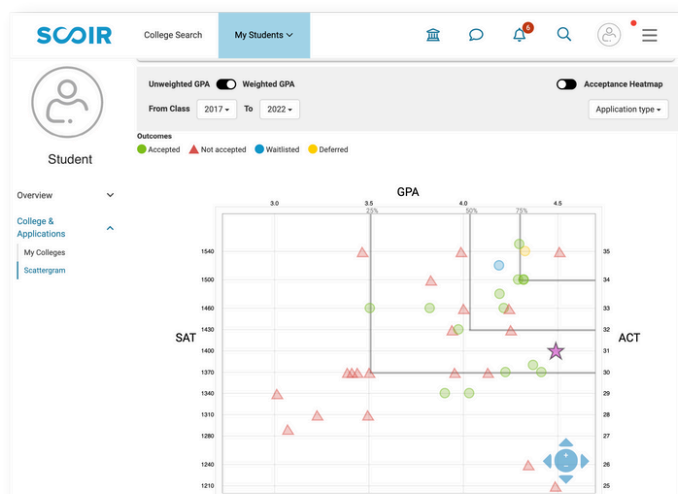 SCOIR College Search My Students 6
Unweighted GPA Weighted GPA Acceptance Heatmap
From Class 2017 To 2022 Application type
Outcomes
Accepted Not accepted Waitlisted Deferred
Student
Overview
College &
Applications
My Colleges
Scattergram
GPA
3.0 3.5 4.0 4.5
25% 50% 75%
1540 35
1500 34
1460 33
1430 32
SAT ACT
1400 31
1370 30
1340 29
1310 28
1280 27
1240 26
1210 25